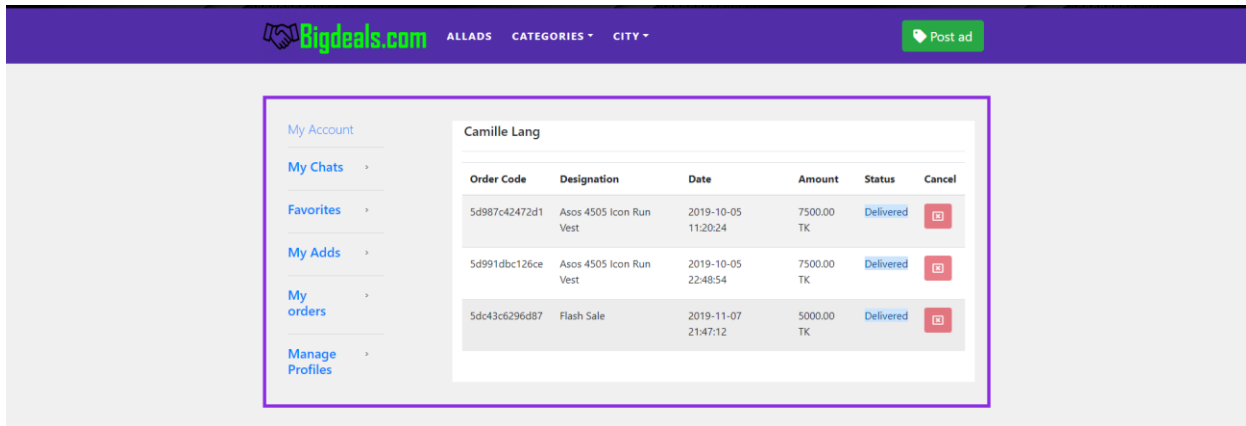 Bigdeals.com ALLADS CATEGORIES CITY Post ad
My Account
My Chats >
Favorites >
My Adds >
My >
orders
Manage >
Profiles
Camille Lang
Order Code Designation Date Amount Status Cancel
5d987c42472d1 Asos 4505 Icon Run 2019-10-05 7500.00 Delivered
Vest 11:20:24 TK
5d991dbc126ce Asos 4505 Icon Run 2019-10-05 7500.00 Delivered
Vest 22:48:54 TK
5dc43c6296d87 Flash Sale 2019-11-07 5000.00 Delivered
21:47:12 TK